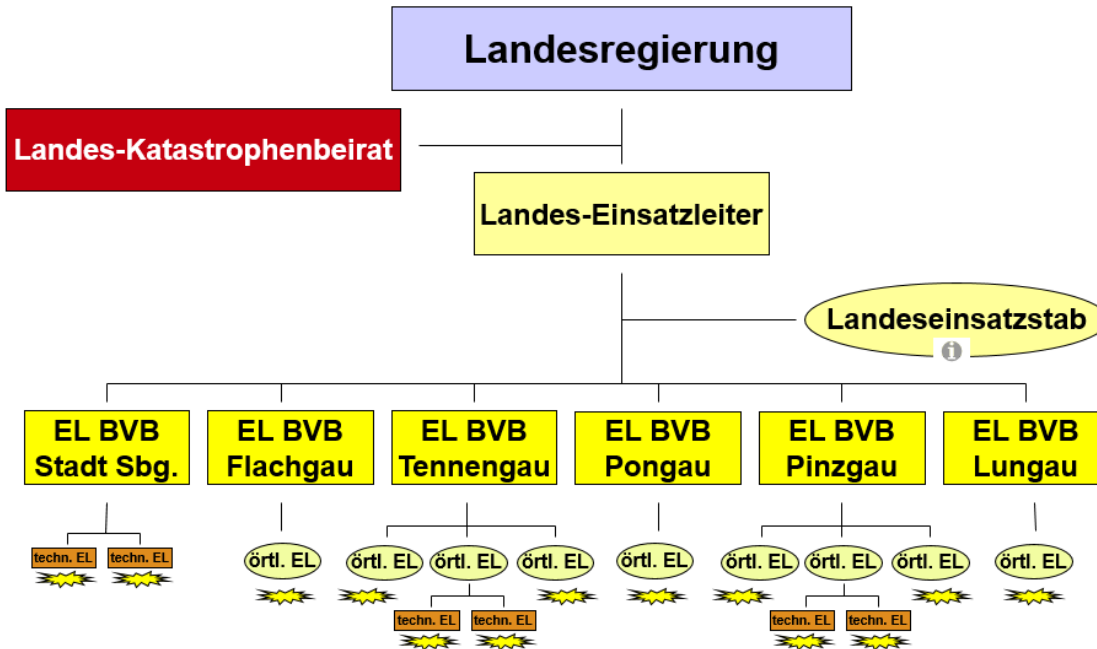 Landesregierung
Landes-Katastrophenbeirat
Landes-Einsatzleiter
Landeseinsatzstab
i
EL BVB
Stadt Sbg.
EL BVB
Flachgau
EL BVB
Tennengau
EL BVB
Pongau
EL BVB
Pinzgau
EL BVB
Lungau
techn. EL
techn. EL
örtl. EL
örtl. EL
örtl. EL
örtl. EL
örtl. EL
örtl. EL
örtl. EL
örtl. EL
örtl. EL
techn. EL
techn. EL
techn. EL
techn. EL